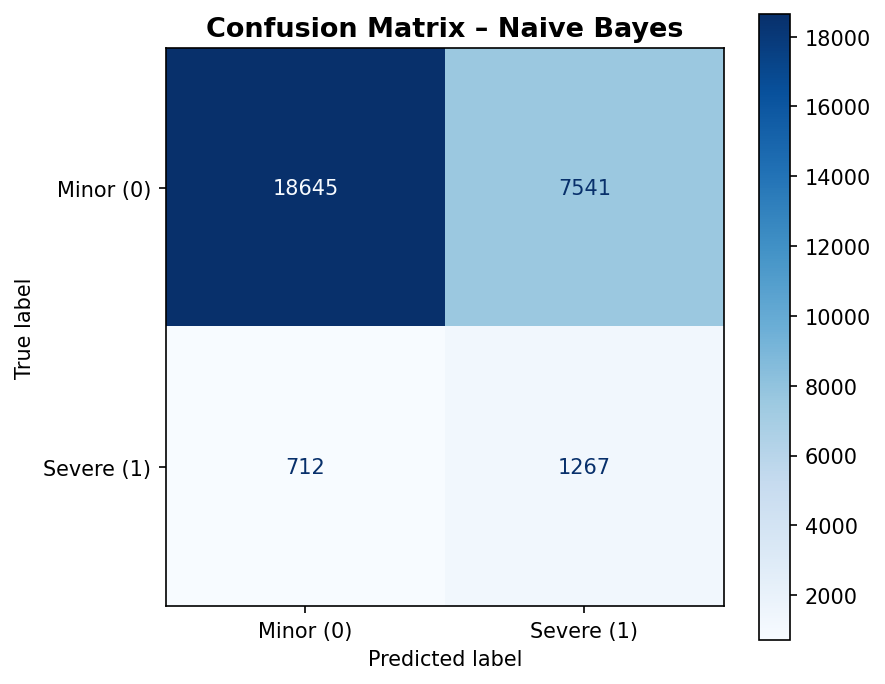 Confusion Matrix – Naive Bayes
True label
Minor (0)
Severe (1)
18645
7541
712
1267
Minor (0)
Severe (1)
Predicted label
18000
16000
14000
12000
10000
8000
6000
4000
2000